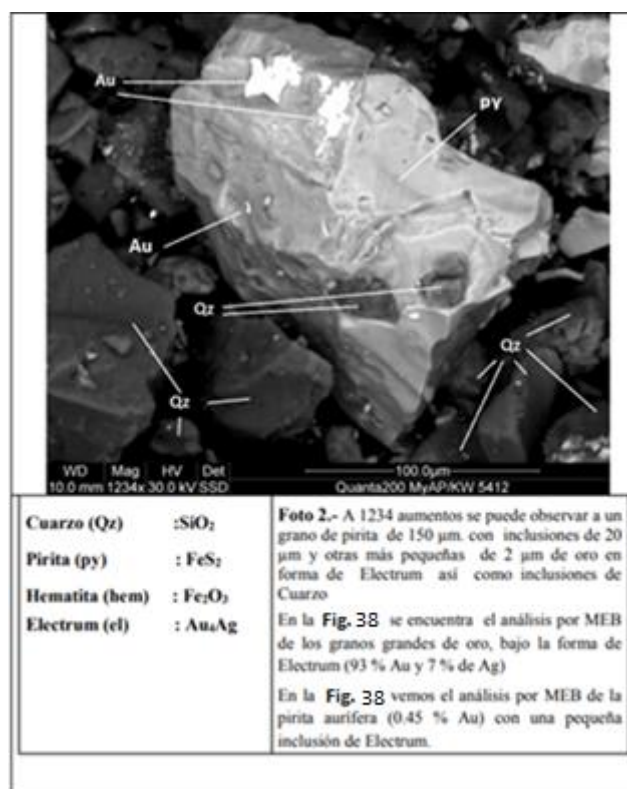 Au
py
Au
Qz
Qz
Qz
WD Mag HV Det
10.0 mm 1234x 30.0 kV SSD
100.0µm
Quanta200 MyAP/KW 5412
Cuarzo (Qz) :SiO₂
Pirita (py) : FeS₂
Hematita (hem) : Fe₂O₃
Electrum (el) : Au₄Ag
Foto 2.- A 1234 aumentos se puede observar a un
grano de pirita de 150 µm. con inclusiones de 20
µm y otras más pequeñas de 2 µm de oro en
forma de Electrum así como inclusiones de
Cuarzo
En la Fig. 38 se encuentra el análisis por MEB
de los granos grandes de oro, bajo la forma de
Electrum (93 % Au y 7 % de Ag)
En la Fig. 38 vemos el análisis por MEB de la
pirita aurífera (0.45 % Au) con una pequeña
inclusión de Electrum.